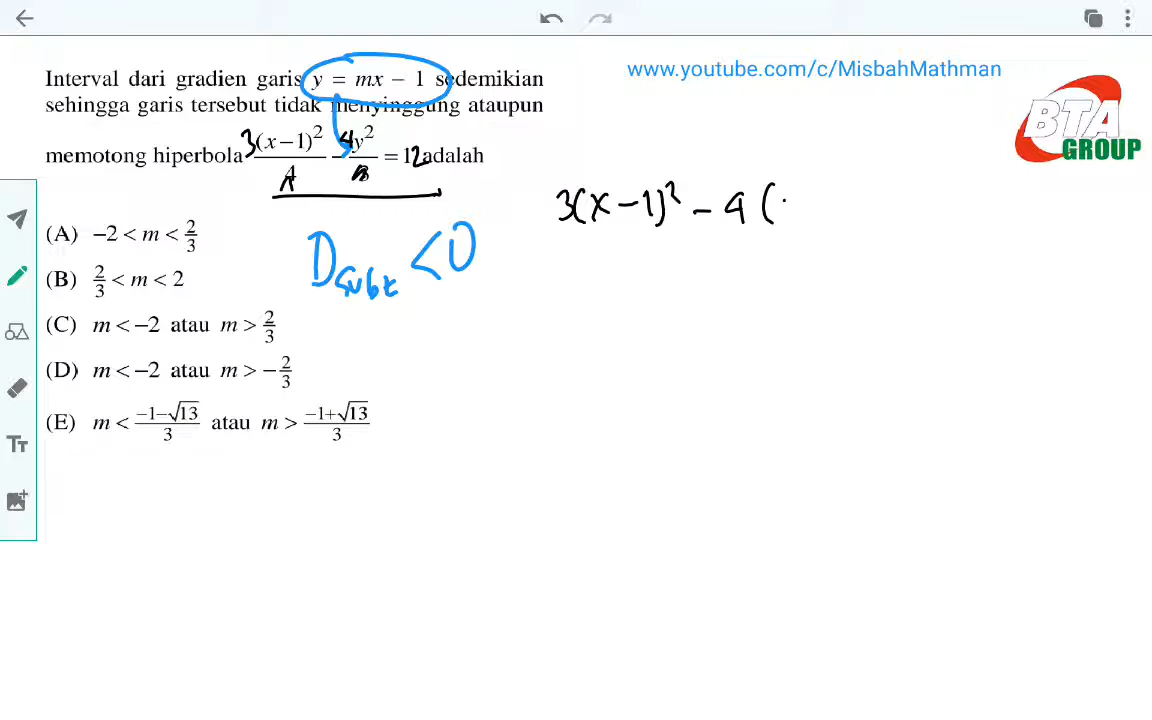 www.youtube.com/c/MisbahMathman
BTA
GROUP
Interval dari gradien garis y = mx − 1 sedemikian
sehingga garis tersebut tidak menyinggung ataupun
memotong hiperbola 3(x−1)²/4 − 4y²/3 = 12 adalah
3(x−1)² − 4(
D subt < 0
(A) −2 < m < 2/3
(B) 2/3 < m < 2
(C) m < −2 atau m > 2/3
(D) m < −2 atau m > −2/3
(E) m < (−1−√13)/3 atau m > (−1+√13)/3
TT